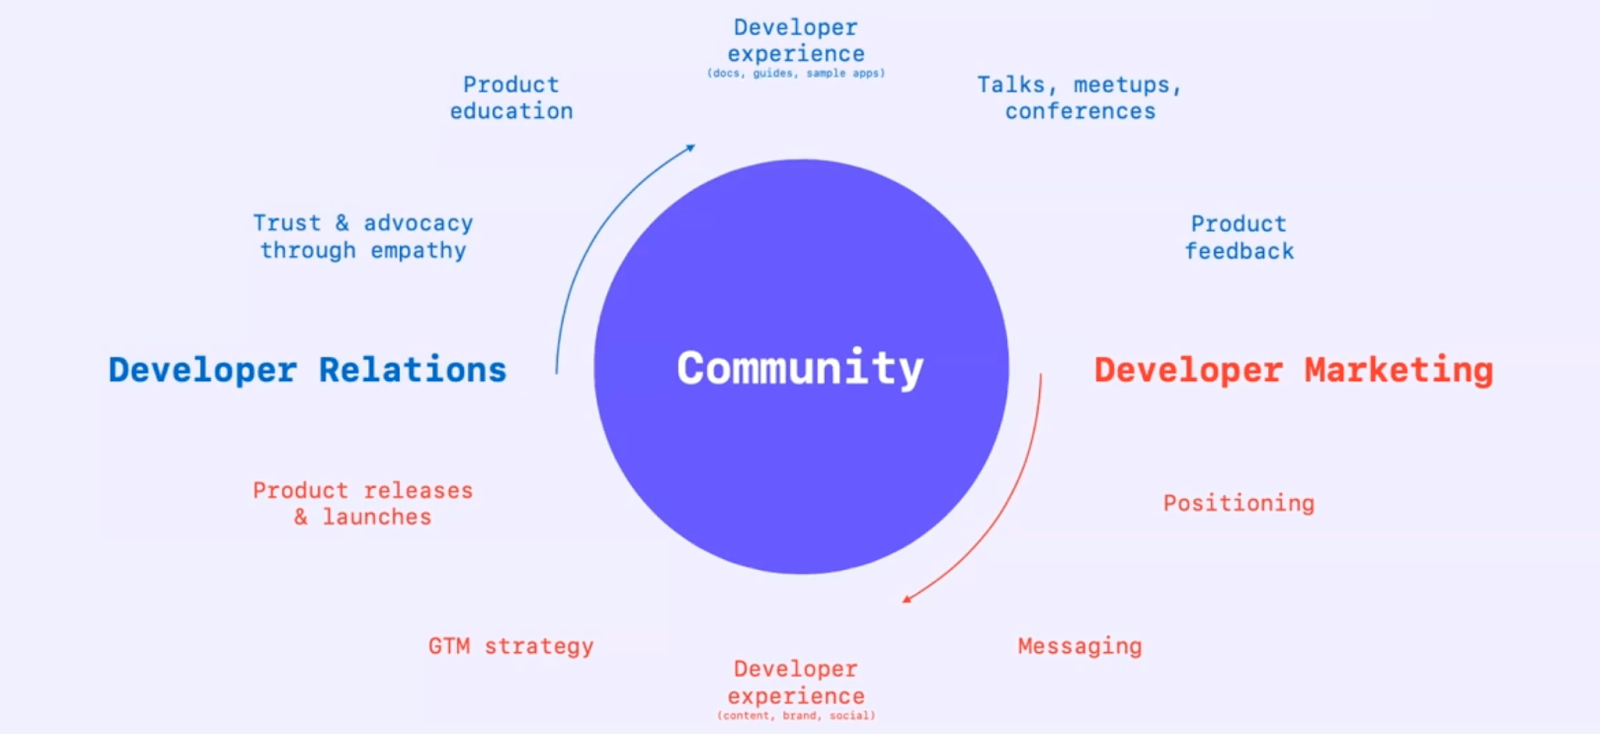 Developer
experience
(docs, guides, sample apps)
Product
education
Talks, meetups,
conferences
Trust & advocacy
through empathy
Product
feedback
Developer Relations
Community
Developer Marketing
Product releases
& launches
Positioning
GTM strategy
Messaging
Developer
experience
(content, brand, social)